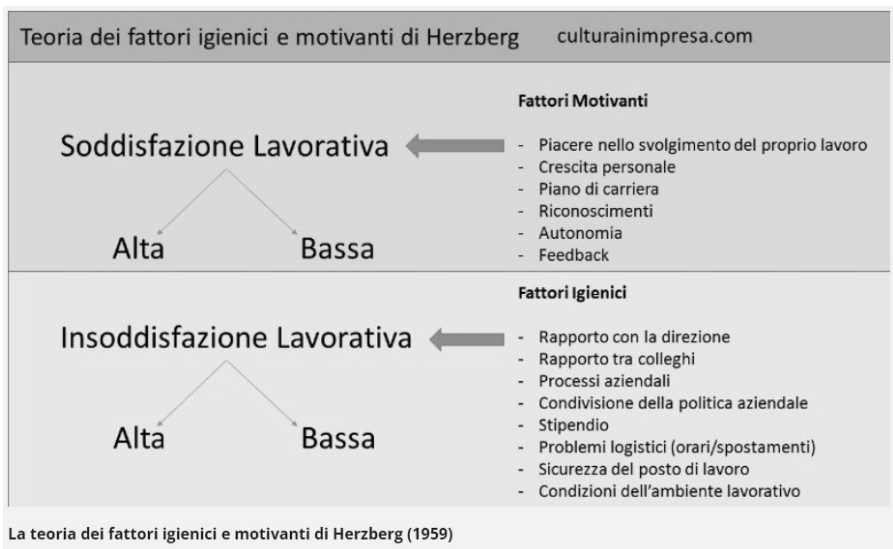 Teoria dei fattori igienici e motivanti di Herzberg culturainimpresa.com
Soddisfazione Lavorativa
Alta Bassa
Fattori Motivanti
- Piacere nello svolgimento del proprio lavoro
- Crescita personale
- Piano di carriera
- Riconoscimenti
- Autonomia
- Feedback
Insoddisfazione Lavorativa
Alta Bassa
Fattori Igienici
- Rapporto con la direzione
- Rapporto tra colleghi
- Processi aziendali
- Condivisione della politica aziendale
- Stipendio
- Problemi logistici (orari/spostamenti)
- Sicurezza del posto di lavoro
- Condizioni dell'ambiente lavorativo
La teoria dei fattori igienici e motivanti di Herzberg (1959)